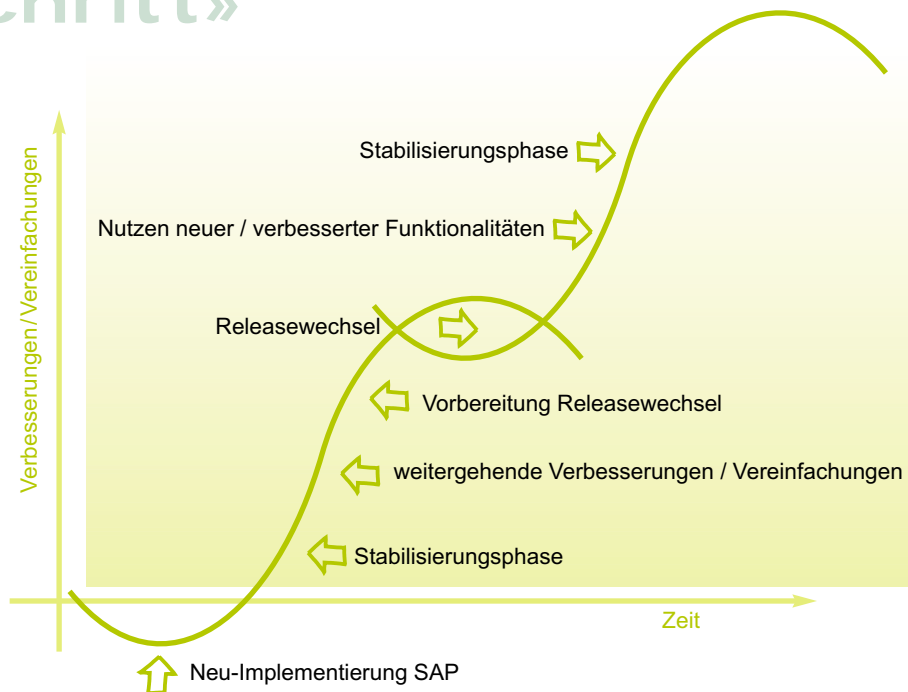 Stabilisierungsphase
Nutzen neuer / verbesserter Funktionalitäten
Releasewechsel
Vorbereitung Releasewechsel
weitergehende Verbesserungen / Vereinfachungen
Stabilisierungsphase
Verbesserungen/Vereinfachungen
Zeit
Neu-Implementierung SAP